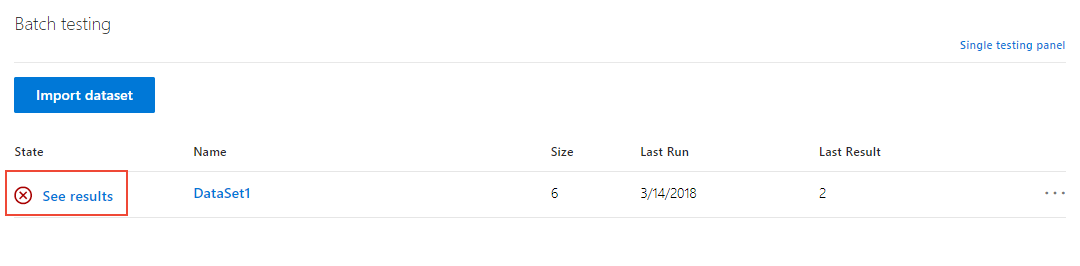 Batch testing
Single testing panel
Import dataset
State Name Size Last Run Last Result
See results DataSet1 6 3/14/2018 2 ...